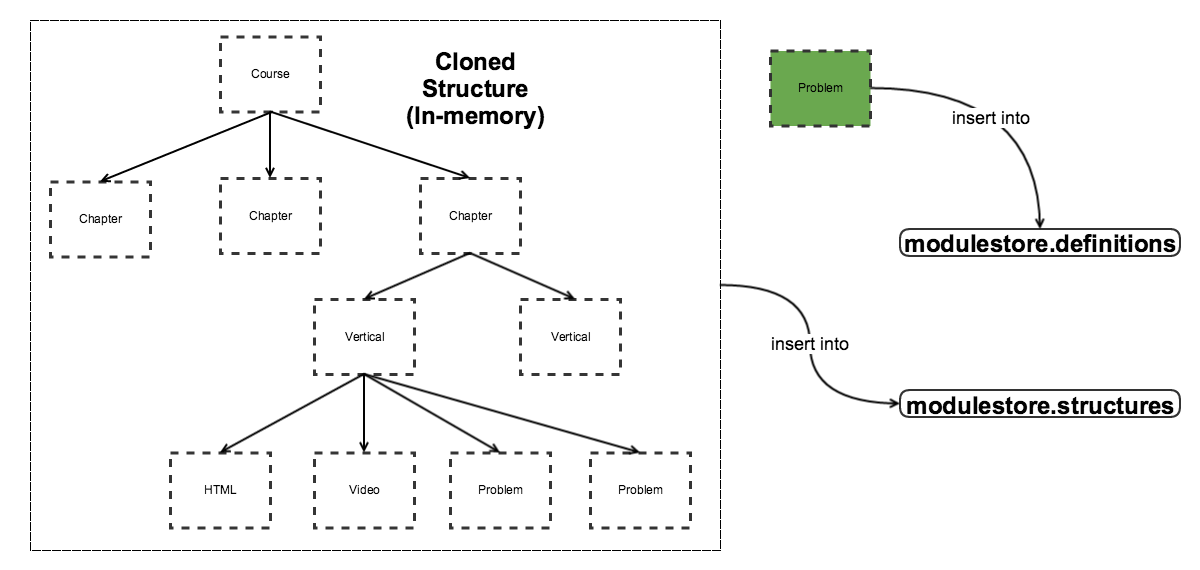 Course
Cloned
Structure
(In-memory)
Problem
insert into
Chapter
Chapter
Chapter
modulestore.definitions
Vertical
Vertical
insert into
modulestore.structures
HTML
Video
Problem
Problem